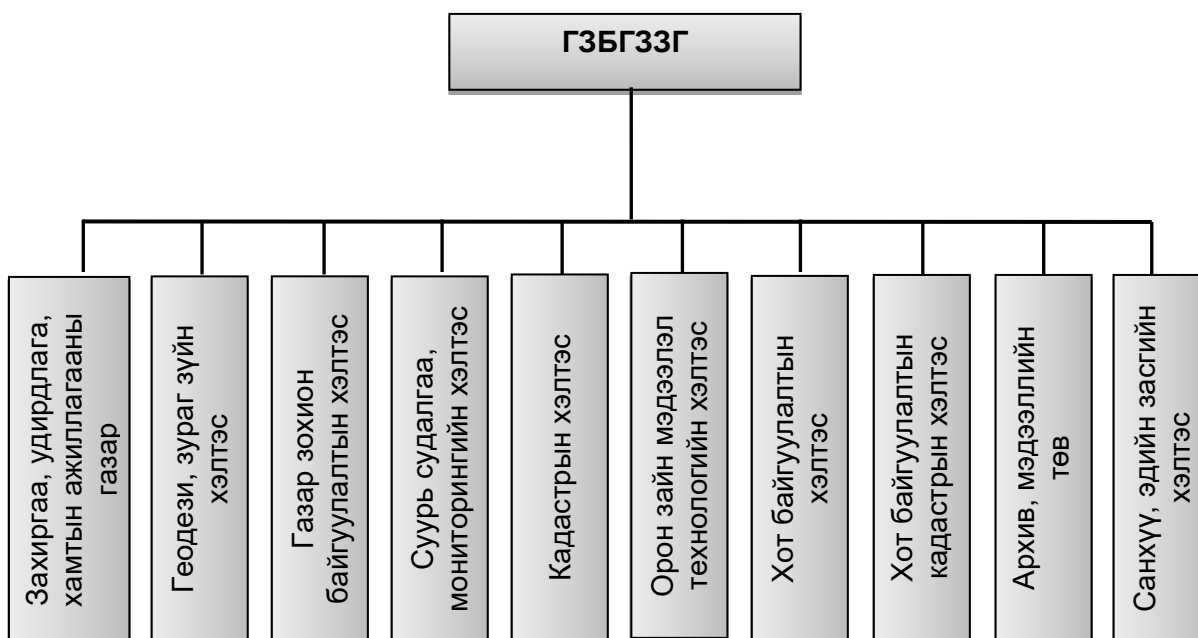 ГЗБГЗЗГ
Захиргаа, удирдлага,
хамтын ажиллагааны
газар
Геодези, зураг зүйн
хэлтэс
Газар зохион
байгуулалтын хэлтэс
Суурь судалгаа,
мониторингийн хэлтэс
Кадастрын хэлтэс
Орон зайн мэдээлэл
технологийн хэлтэс
Хот байгуулалтын
хэлтэс
Хот байгуулалтын
кадастрын хэлтэс
Архив, мэдээллийн
төв
Санхүү, эдийн засгийн
хэлтэс